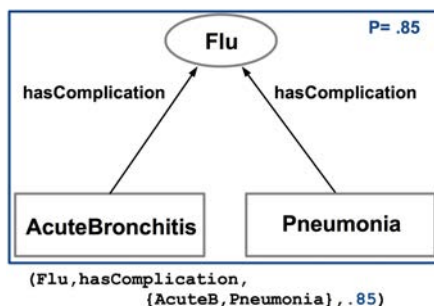 P= .85
Flu
hasComplication hasComplication
AcuteBronchitis Pneumonia
(Flu,hasComplication,
{AcuteB,Pneumonia},.85)